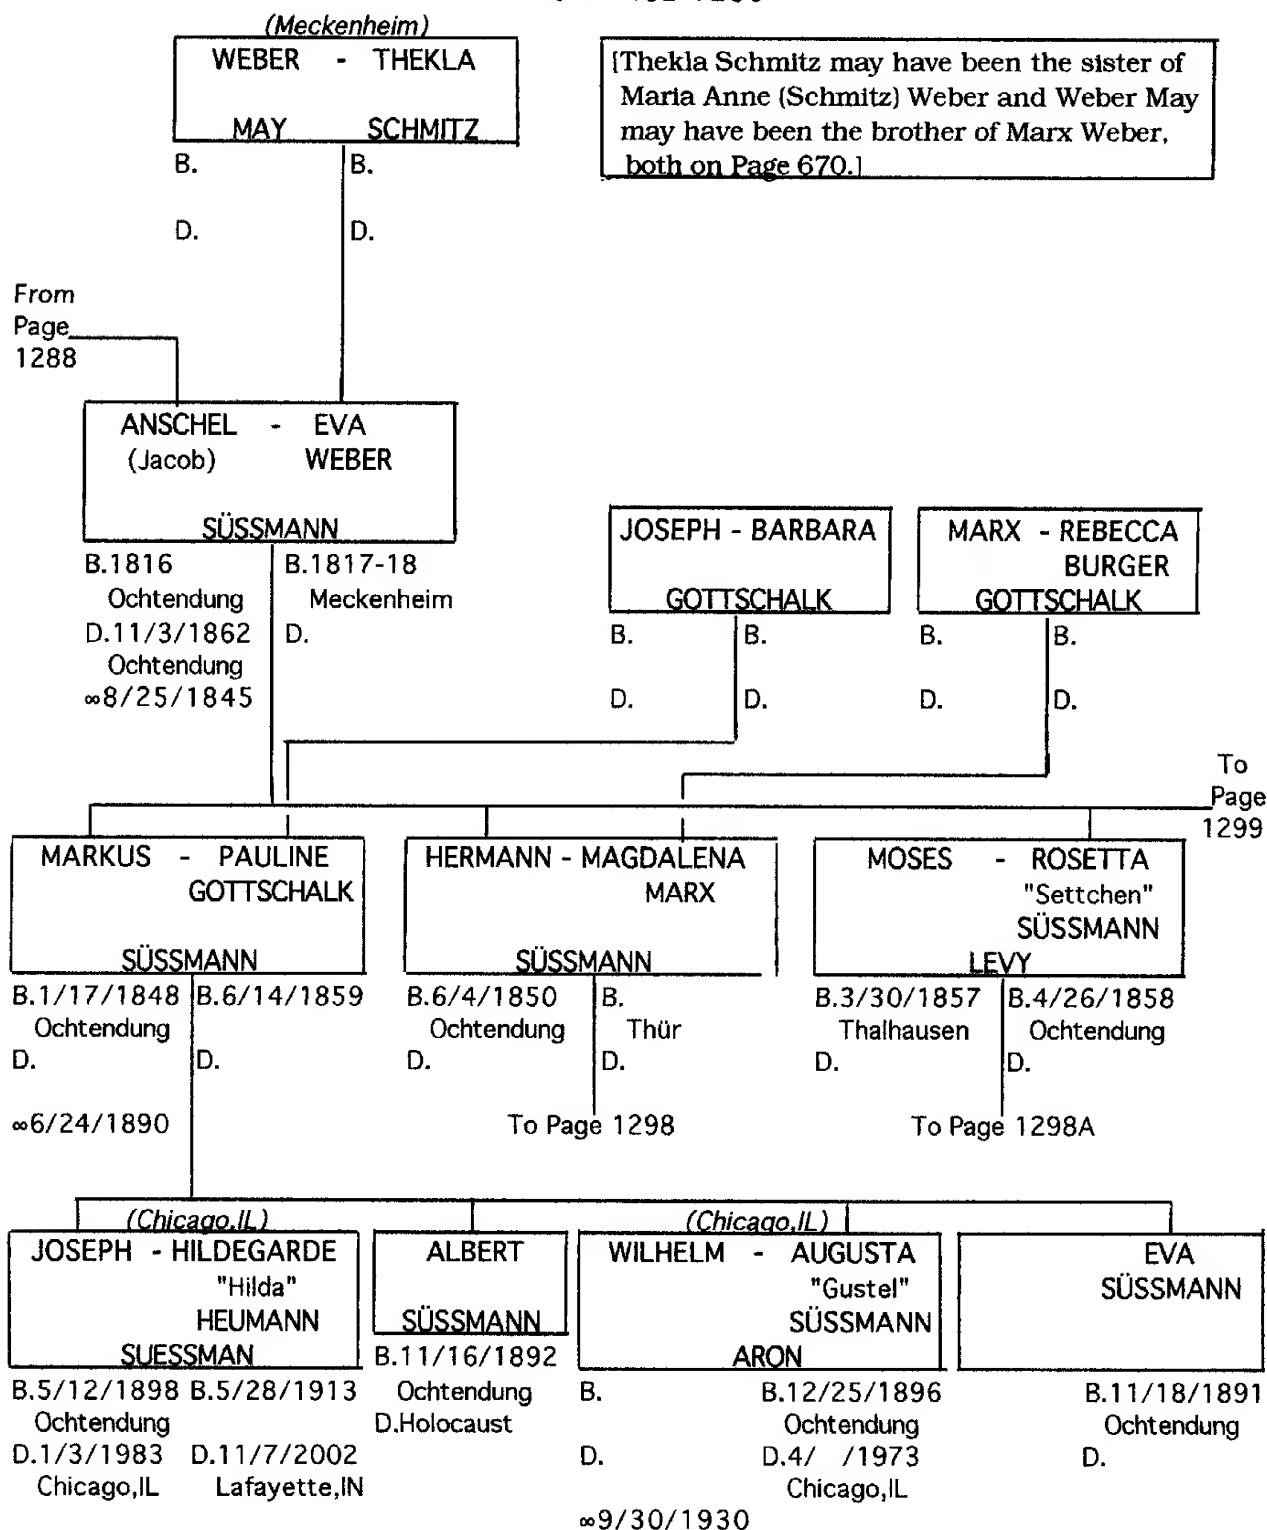 (Meckenheim)
WEBER - THEKLA
MAY SCHMITZ
B. B.
D. D.
[Thekla Schmitz may have been the sister of
Maria Anne (Schmitz) Weber and Weber May
may have been the brother of Marx Weber,
both on Page 670.]
From
Page
1288
ANSCHEL - EVA
(Jacob) WEBER
SÜSSMANN
B.1816 B.1817-18
Ochtendung Meckenheim
D.11/3/1862 D.
Ochtendung
∞8/25/1845
JOSEPH - BARBARA
GOTTSCHALK
B. B.
D. D.
MARX - REBECCA
BURGER
GOTTSCHALK
B. B.
D. D.
To
Page
1299
MARKUS - PAULINE
GOTTSCHALK
SÜSSMANN
B.1/17/1848 B.6/14/1859
Ochtendung
D. D.
∞6/24/1890
HERMANN - MAGDALENA
MARX
SÜSSMANN
B.6/4/1850 B.
Ochtendung Thür
D. D.
To Page 1298
MOSES - ROSETTA
"Settchen"
SÜSSMANN
LEVY
B.3/30/1857 B.4/26/1858
Thalhausen Ochtendung
D. D.
To Page 1298A
(Chicago,IL)
JOSEPH - HILDEGARDE
"Hilda"
HEUMANN
SUESSMAN
B.5/12/1898 B.5/28/1913
Ochtendung
D.1/3/1983 D.11/7/2002
Chicago,IL Lafayette,IN
ALBERT
SÜSSMANN
B.11/16/1892
Ochtendung
D.Holocaust
(Chicago,IL)
WILHELM - AUGUSTA
"Gustel"
SÜSSMANN
ARON
B. B.12/25/1896
Ochtendung
D. D.4/ /1973
Chicago,IL
∞9/30/1930
EVA
SÜSSMANN
B.11/18/1891
Ochtendung
D.